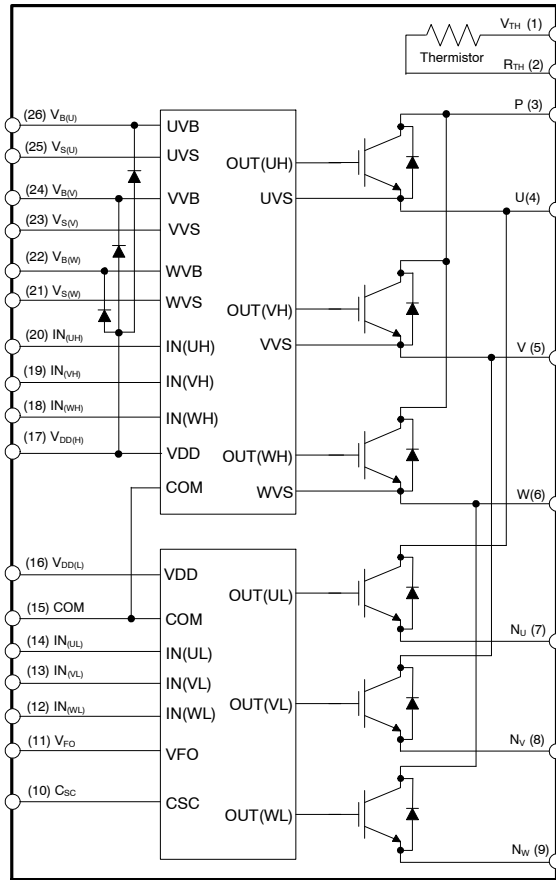 VTH (1)
Thermistor
RTH (2)
P (3)
(26) VB(U)
UVB
(25) VS(U)
UVS
OUT(UH)
(24) VB(V)
VVB
UVS
U(4)
(23) VS(V)
VVS
(22) VB(W)
WVB
(21) VS(W)
WVS
OUT(VH)
(20) IN(UH)
IN(UH)
VVS
V (5)
(19) IN(VH)
IN(VH)
(18) IN(WH)
IN(WH)
(17) VDD(H)
VDD
OUT(WH)
COM
WVS
W(6)
(16) VDD(L)
VDD
OUT(UL)
(15) COM
COM
NU (7)
(14) IN(UL)
IN(UL)
(13) IN(VL)
IN(VL)
OUT(VL)
(12) IN(WL)
IN(WL)
(11) VFO
VFO
NV (8)
(10) CSC
CSC
OUT(WL)
NW (9)